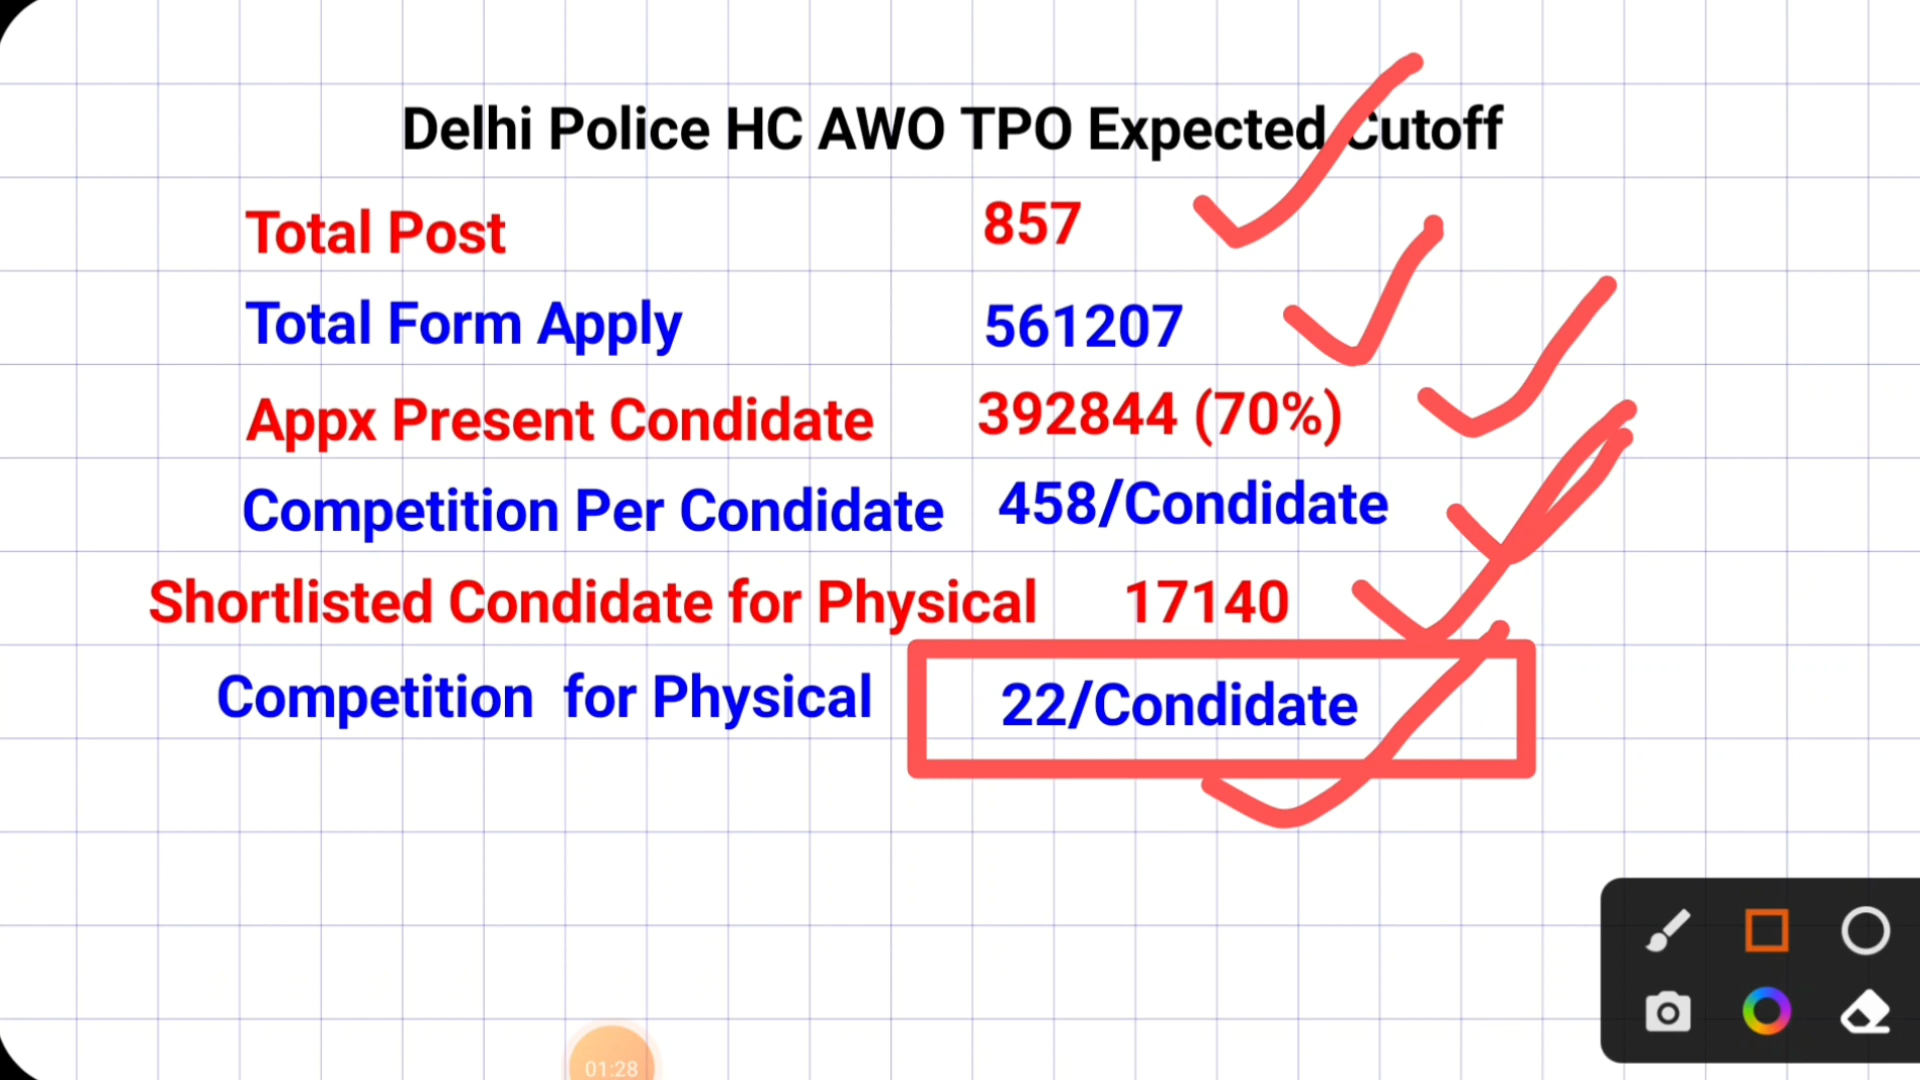 Delhi Police HC AWO TPO Expected Cutoff
Total Post 857
Total Form Apply 561207
Appx Present Condidate 392844 (70%)
Competition Per Condidate 458/Condidate
Shortlisted Condidate for Physical 17140
Competition for Physical 22/Condidate
01:28